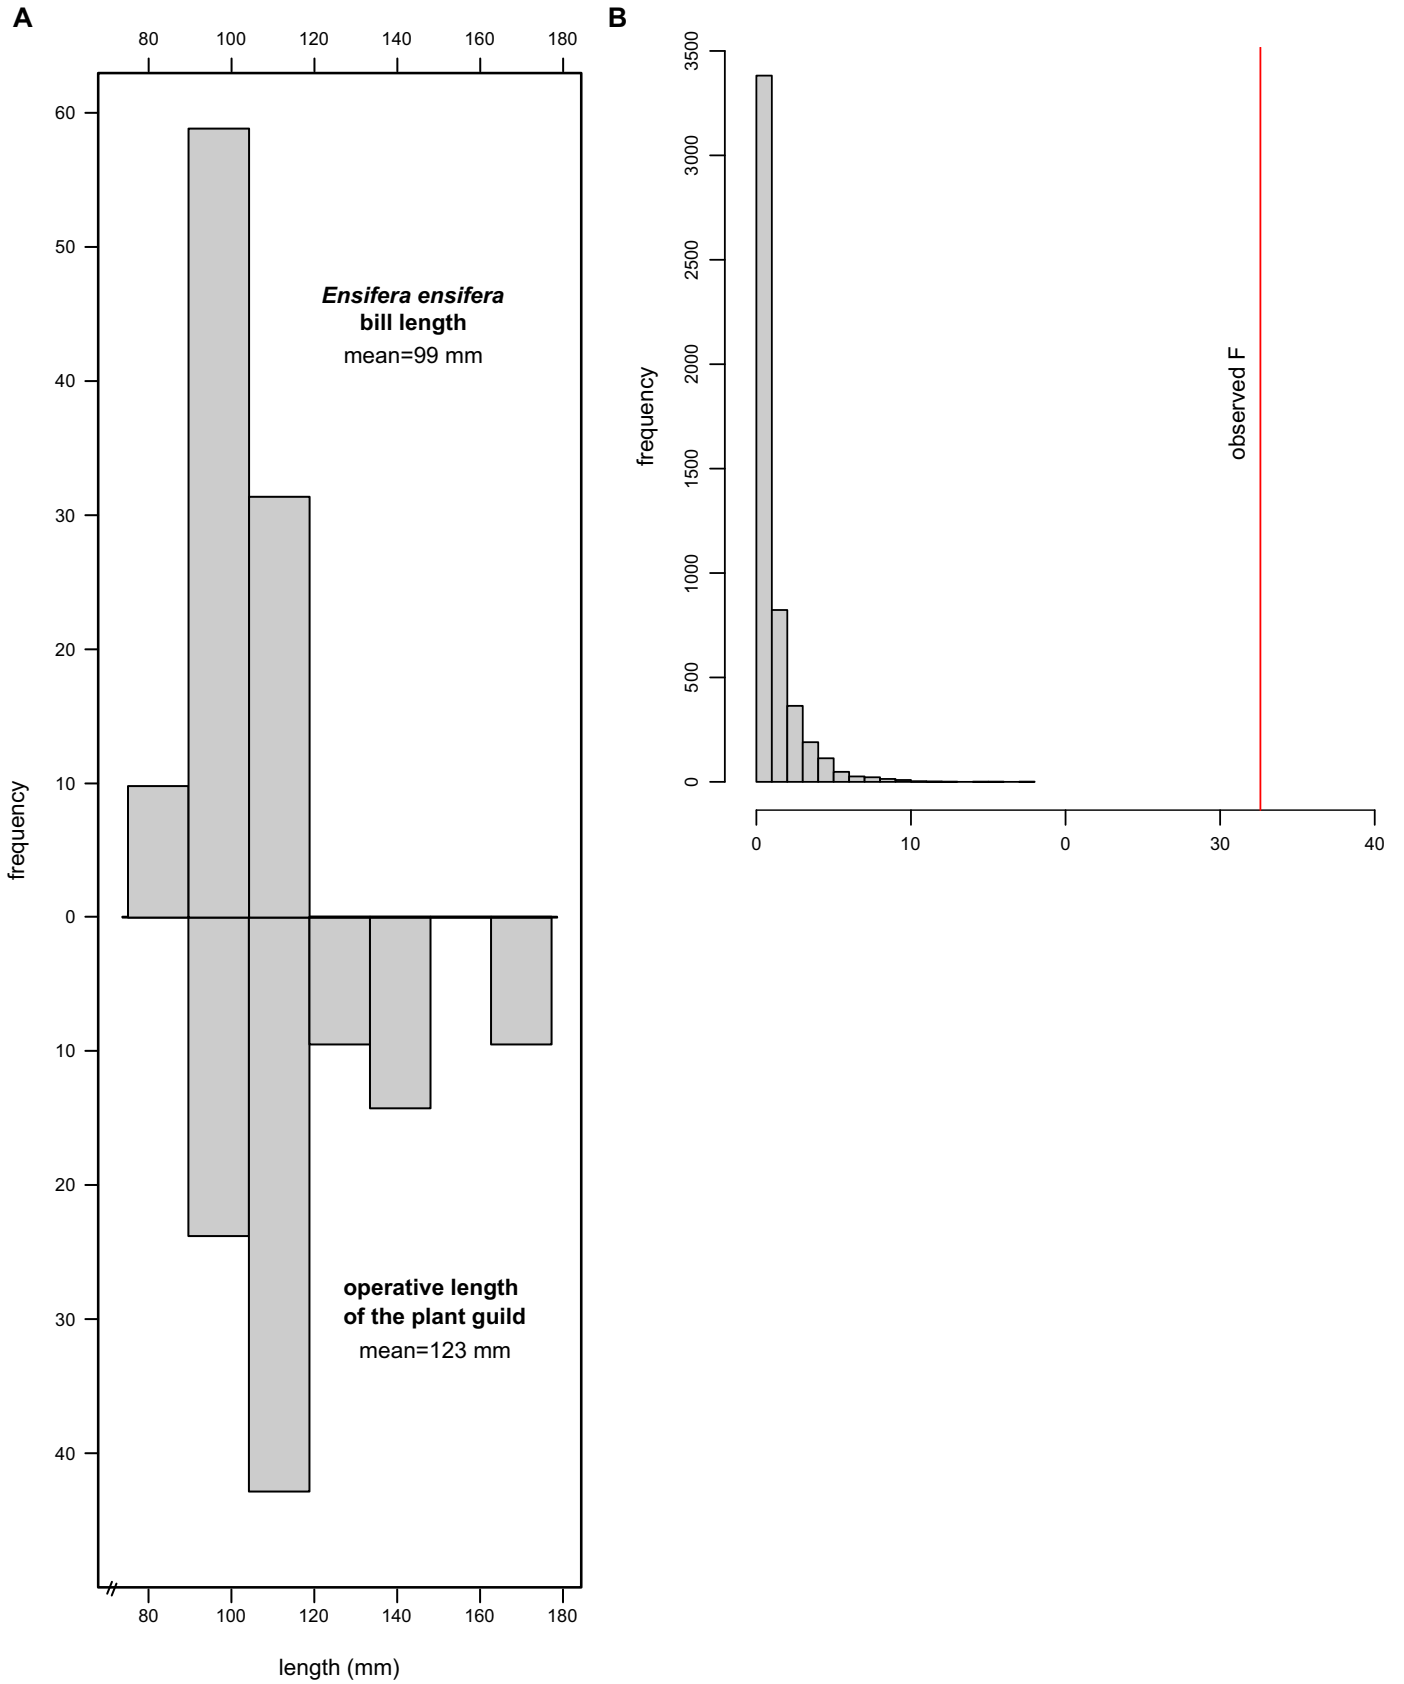 A
80 100 120 140 160 180
60
50
40
30
20
10
0
10
20
30
40
frequency
Ensifera ensifera
bill length
mean=99 mm
operative length
of the plant guild
mean=123 mm
80 100 120 140 160 180
length (mm)
B
3500
3000
2500
2000
1500
1000
500
0
frequency
observed F
0 10 0 30 40